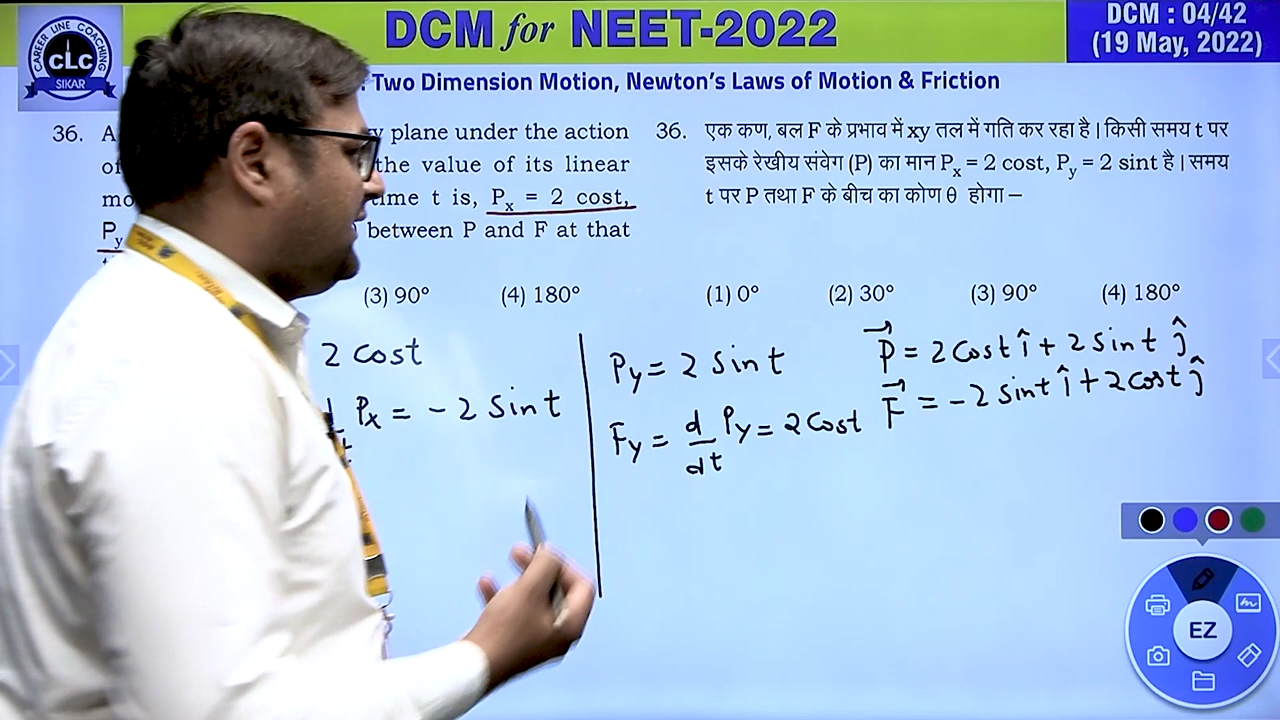 DCM for NEET-2022
DCM : 04/42
(19 May, 2022)
CAREER LINE COACHING
CLC
SIKAR
: Two Dimension Motion, Newton's Laws of Motion & Friction
36. A y plane under the action
of the value of its linear
mo time t is, Px = 2 cost,
Py between P and F at that
(3) 90° (4) 180°
36. एक कण, बल F के प्रभाव में xy तल में गति कर रहा है। किसी समय t पर
इसके रेखीय संवेग (P) का मान Px = 2 cost, Py = 2 sint है। समय
t पर P तथा F के बीच का कोण θ होगा –
(1) 0° (2) 30° (3) 90° (4) 180°
2 cost
d Px = - 2 Sint
t
Py = 2 Sint
Fy = d/dt Py = 2 Cost
P⃗ = 2 Cost î + 2 Sint ĵ
F⃗ = -2 Sint î + 2 Cost ĵ
EZ